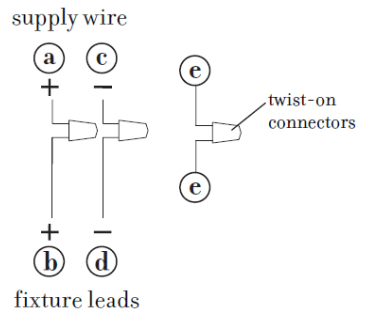 supply wire
a c
+ −
e
twist-on
connectors
e
+ −
b d
fixture leads